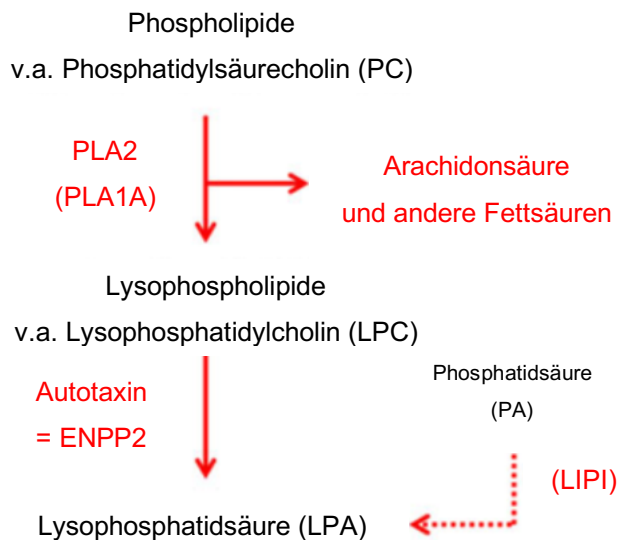 Phospholipide
v.a. Phosphatidylsäurecholin (PC)
PLA2
(PLA1A)
Arachidonsäure
und andere Fettsäuren
Lysophospholipide
v.a. Lysophosphatidylcholin (LPC)
Autotaxin
= ENPP2
Phosphatidsäure
(PA)
(LIPI)
Lysophosphatidsäure (LPA)